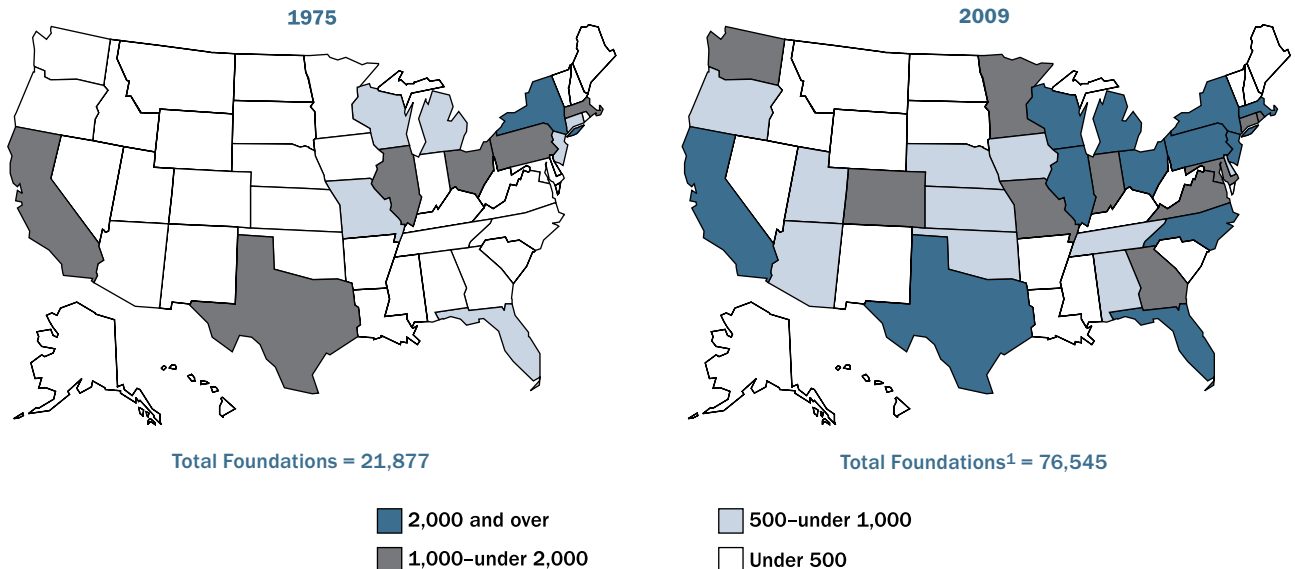 1975
2009
Total Foundations = 21,877
Total Foundations¹ = 76,545
2,000 and over
1,000–under 2,000
500–under 1,000
Under 500